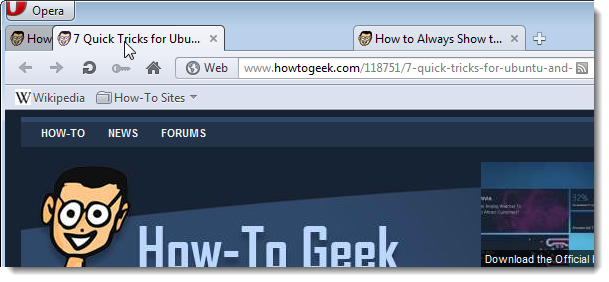 Opera
How
7 Quick Tricks for Ubu...
How to Always Show t...
Web
www.howtogeek.com/118751/7-quick-tricks-for-ubuntu-and-
W Wikipedia
How-To Sites
HOW-TO NEWS FORUMS
32%
How-To Geek
Download the Official